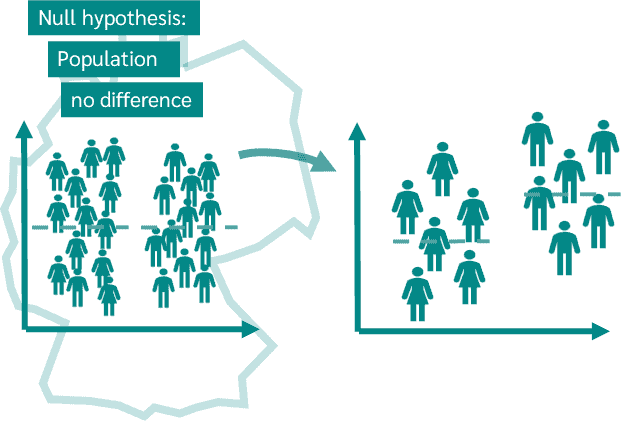 Null hypothesis:
Population
no difference